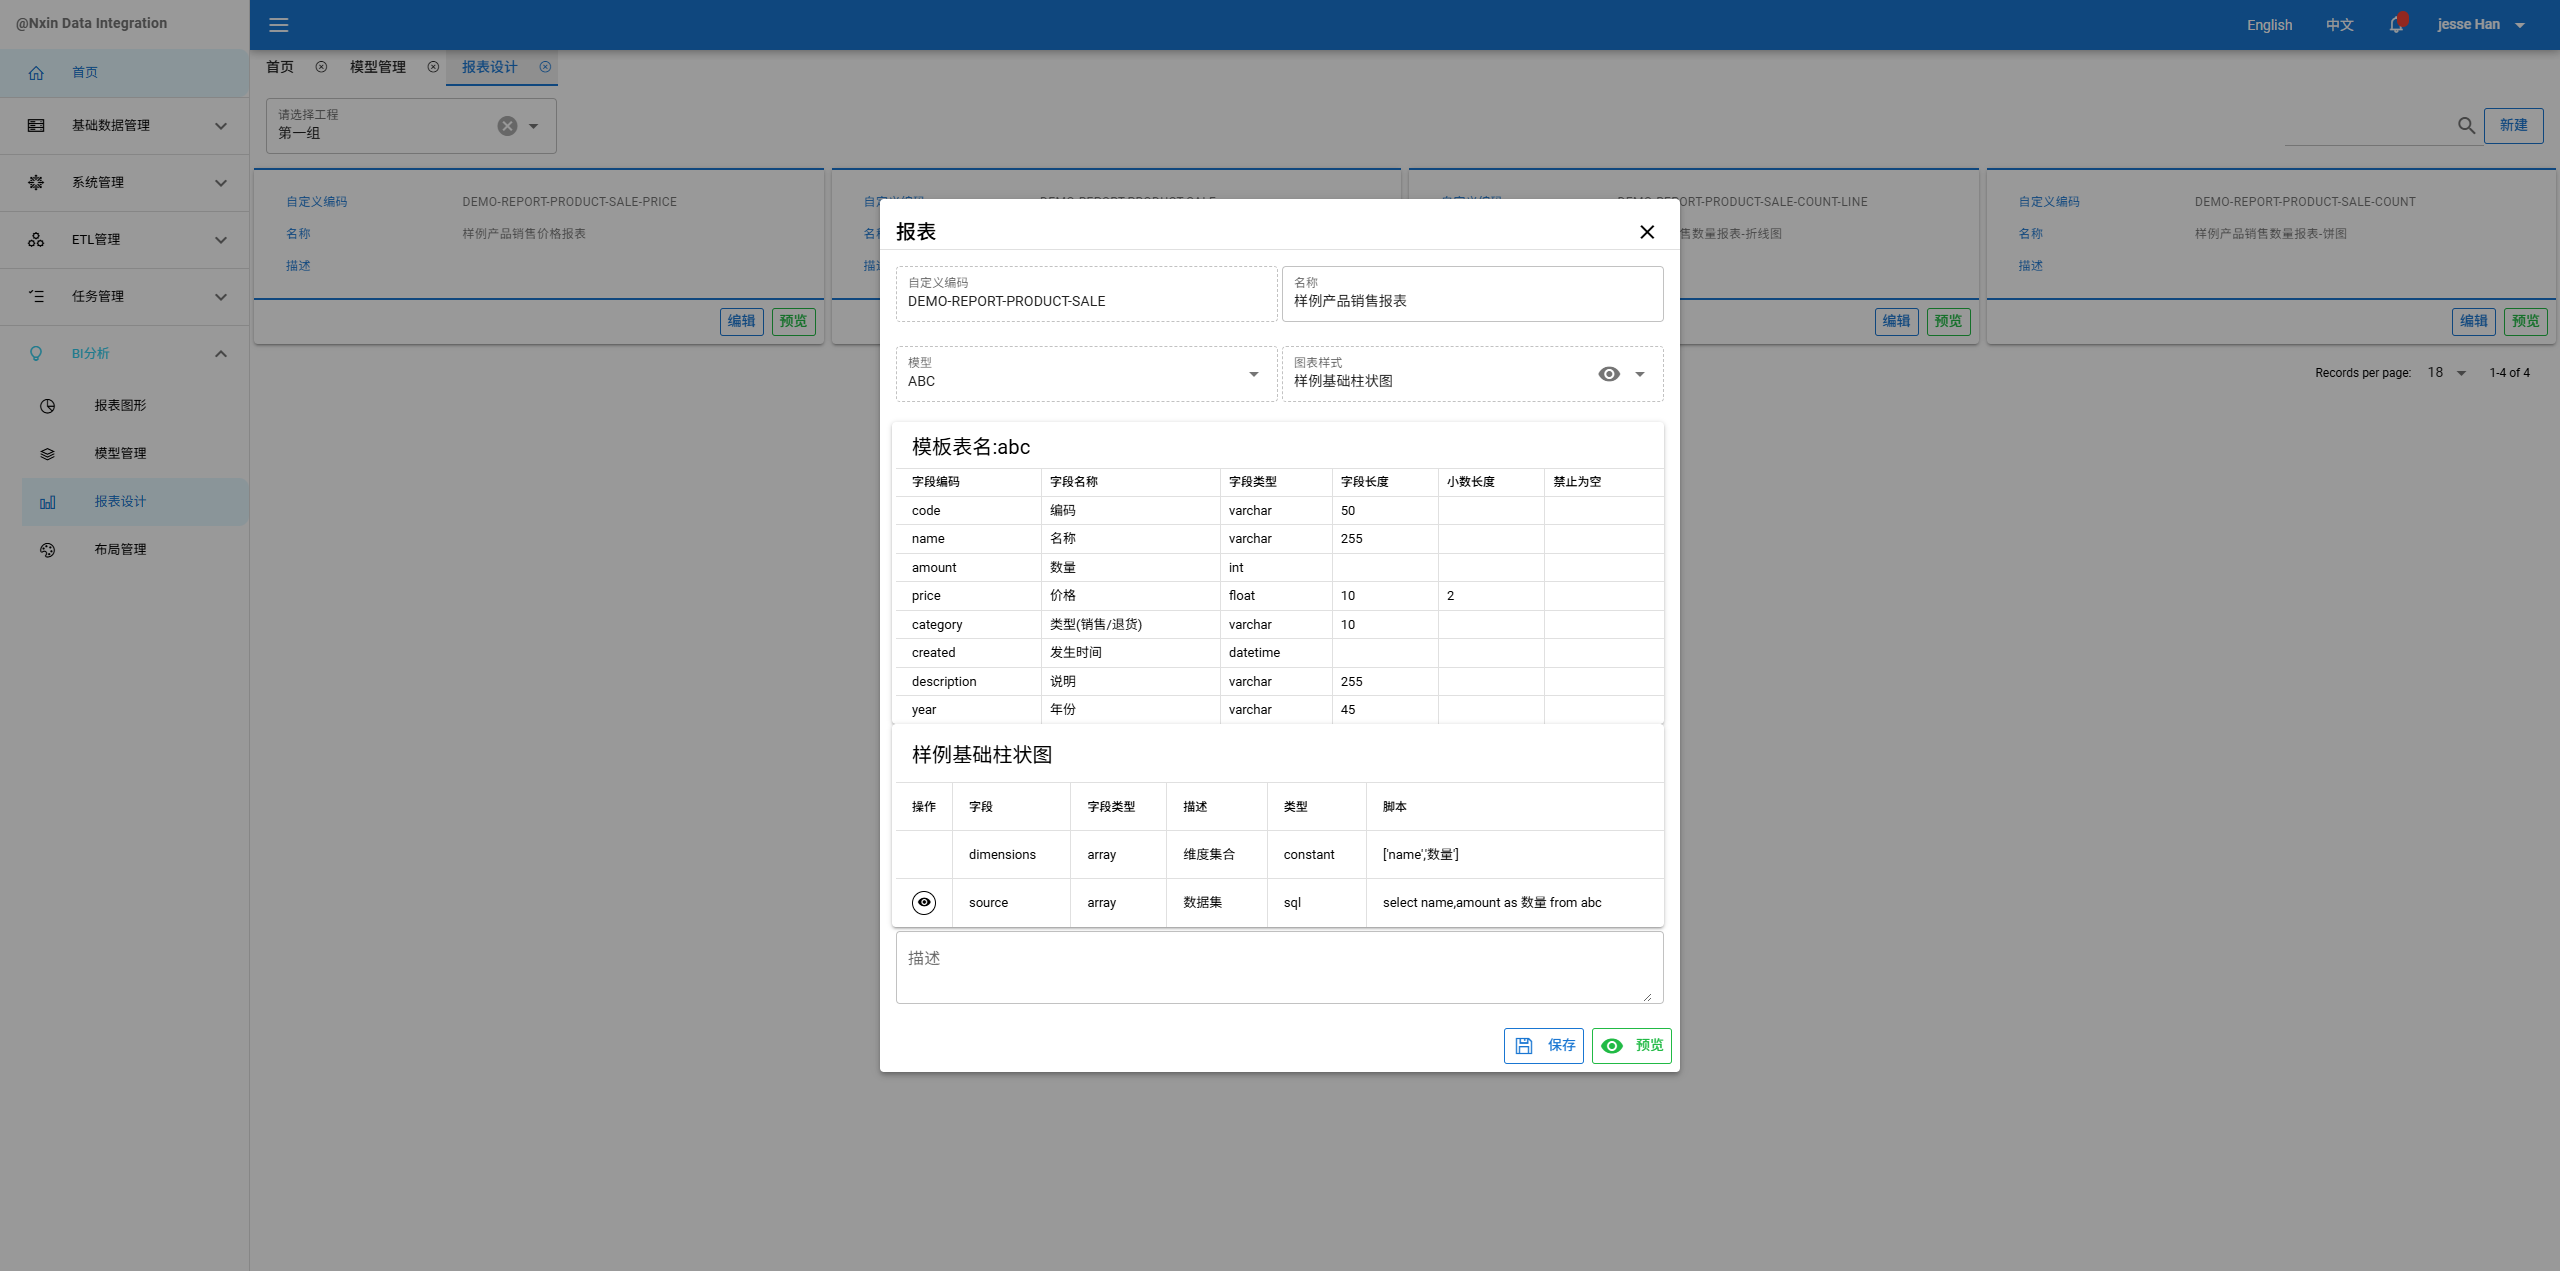 @Nxin Data Integration
English 中文 jesse Han
首页
基础数据管理
系统管理
ETL管理
任务管理
BI分析
报表图形
模型管理
报表设计
布局管理
首页 模型管理 报表设计
请选择工程
第一组
新建
自定义编码 DEMO-REPORT-PRODUCT-SALE-PRICE
名称 样例产品销售价格报表
描述
编辑 预览
售数量报表-折线图
编辑 预览
自定义编码 DEMO-REPORT-PRODUCT-SALE-COUNT
名称 样例产品销售数量报表-饼图
描述
编辑 预览
Records per page: 18 1-4 of 4
报表
自定义编码
DEMO-REPORT-PRODUCT-SALE
名称
样例产品销售报表
模型
ABC
图表样式
样例基础柱状图
模板表名:abc
字段编码 字段名称 字段类型 字段长度 小数长度 禁止为空
code 编码 varchar 50
name 名称 varchar 255
amount 数量 int
price 价格 float 10 2
category 类型(销售/退货) varchar 10
created 发生时间 datetime
description 说明 varchar 255
year 年份 varchar 45
样例基础柱状图
操作 字段 字段类型 描述 类型 脚本
dimensions array 维度集合 constant ['name','数量']
source array 数据集 sql select name,amount as 数量 from abc
描述
保存 预览